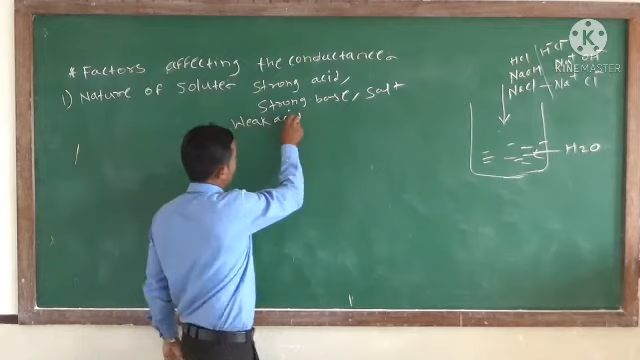 * Factors affecting the conductance-
1) Nature of Solute- Strong acid,
Strong base, Salt
Weak acid
HCl / H+ Cl-
NaOH Na+ OH-
NaCl - Na+ Cl-
H2O
K
KINEMASTER